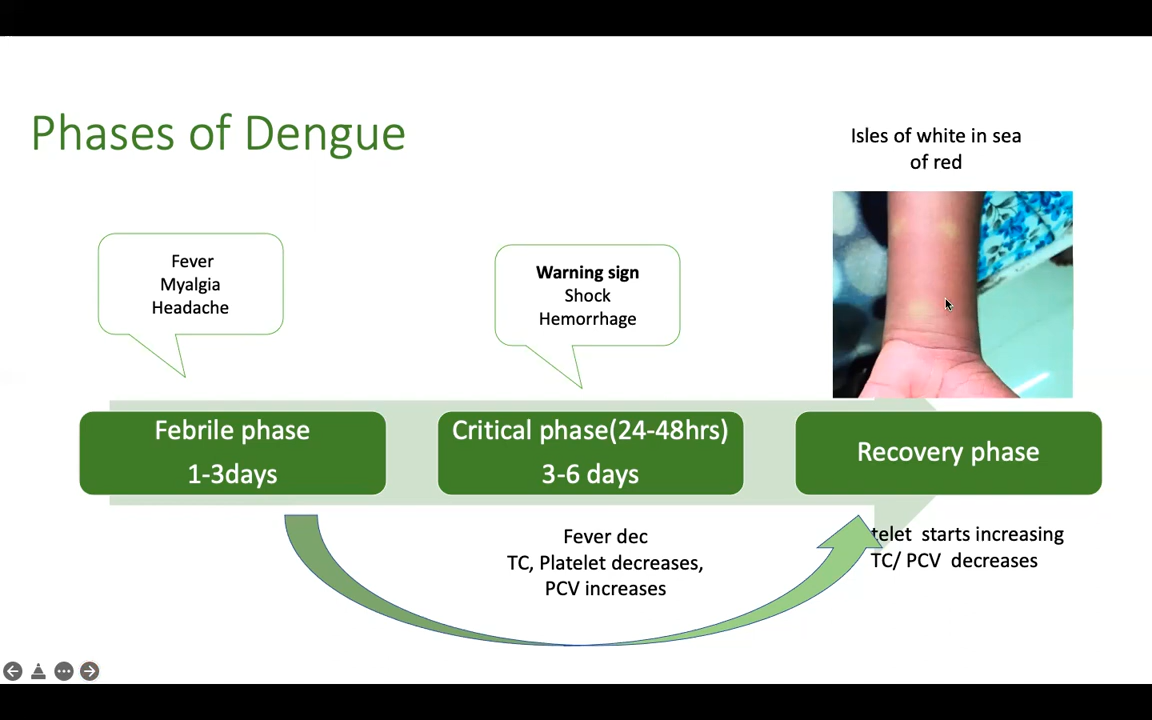 Phases of Dengue
Isles of white in sea
of red
Fever
Myalgia
Headache
Warning sign
Shock
Hemorrhage
Febrile phase
1-3days
Critical phase(24-48hrs)
3-6 days
Recovery phase
Fever dec
TC, Platelet decreases,
PCV increases
telet starts increasing
TC/ PCV decreases